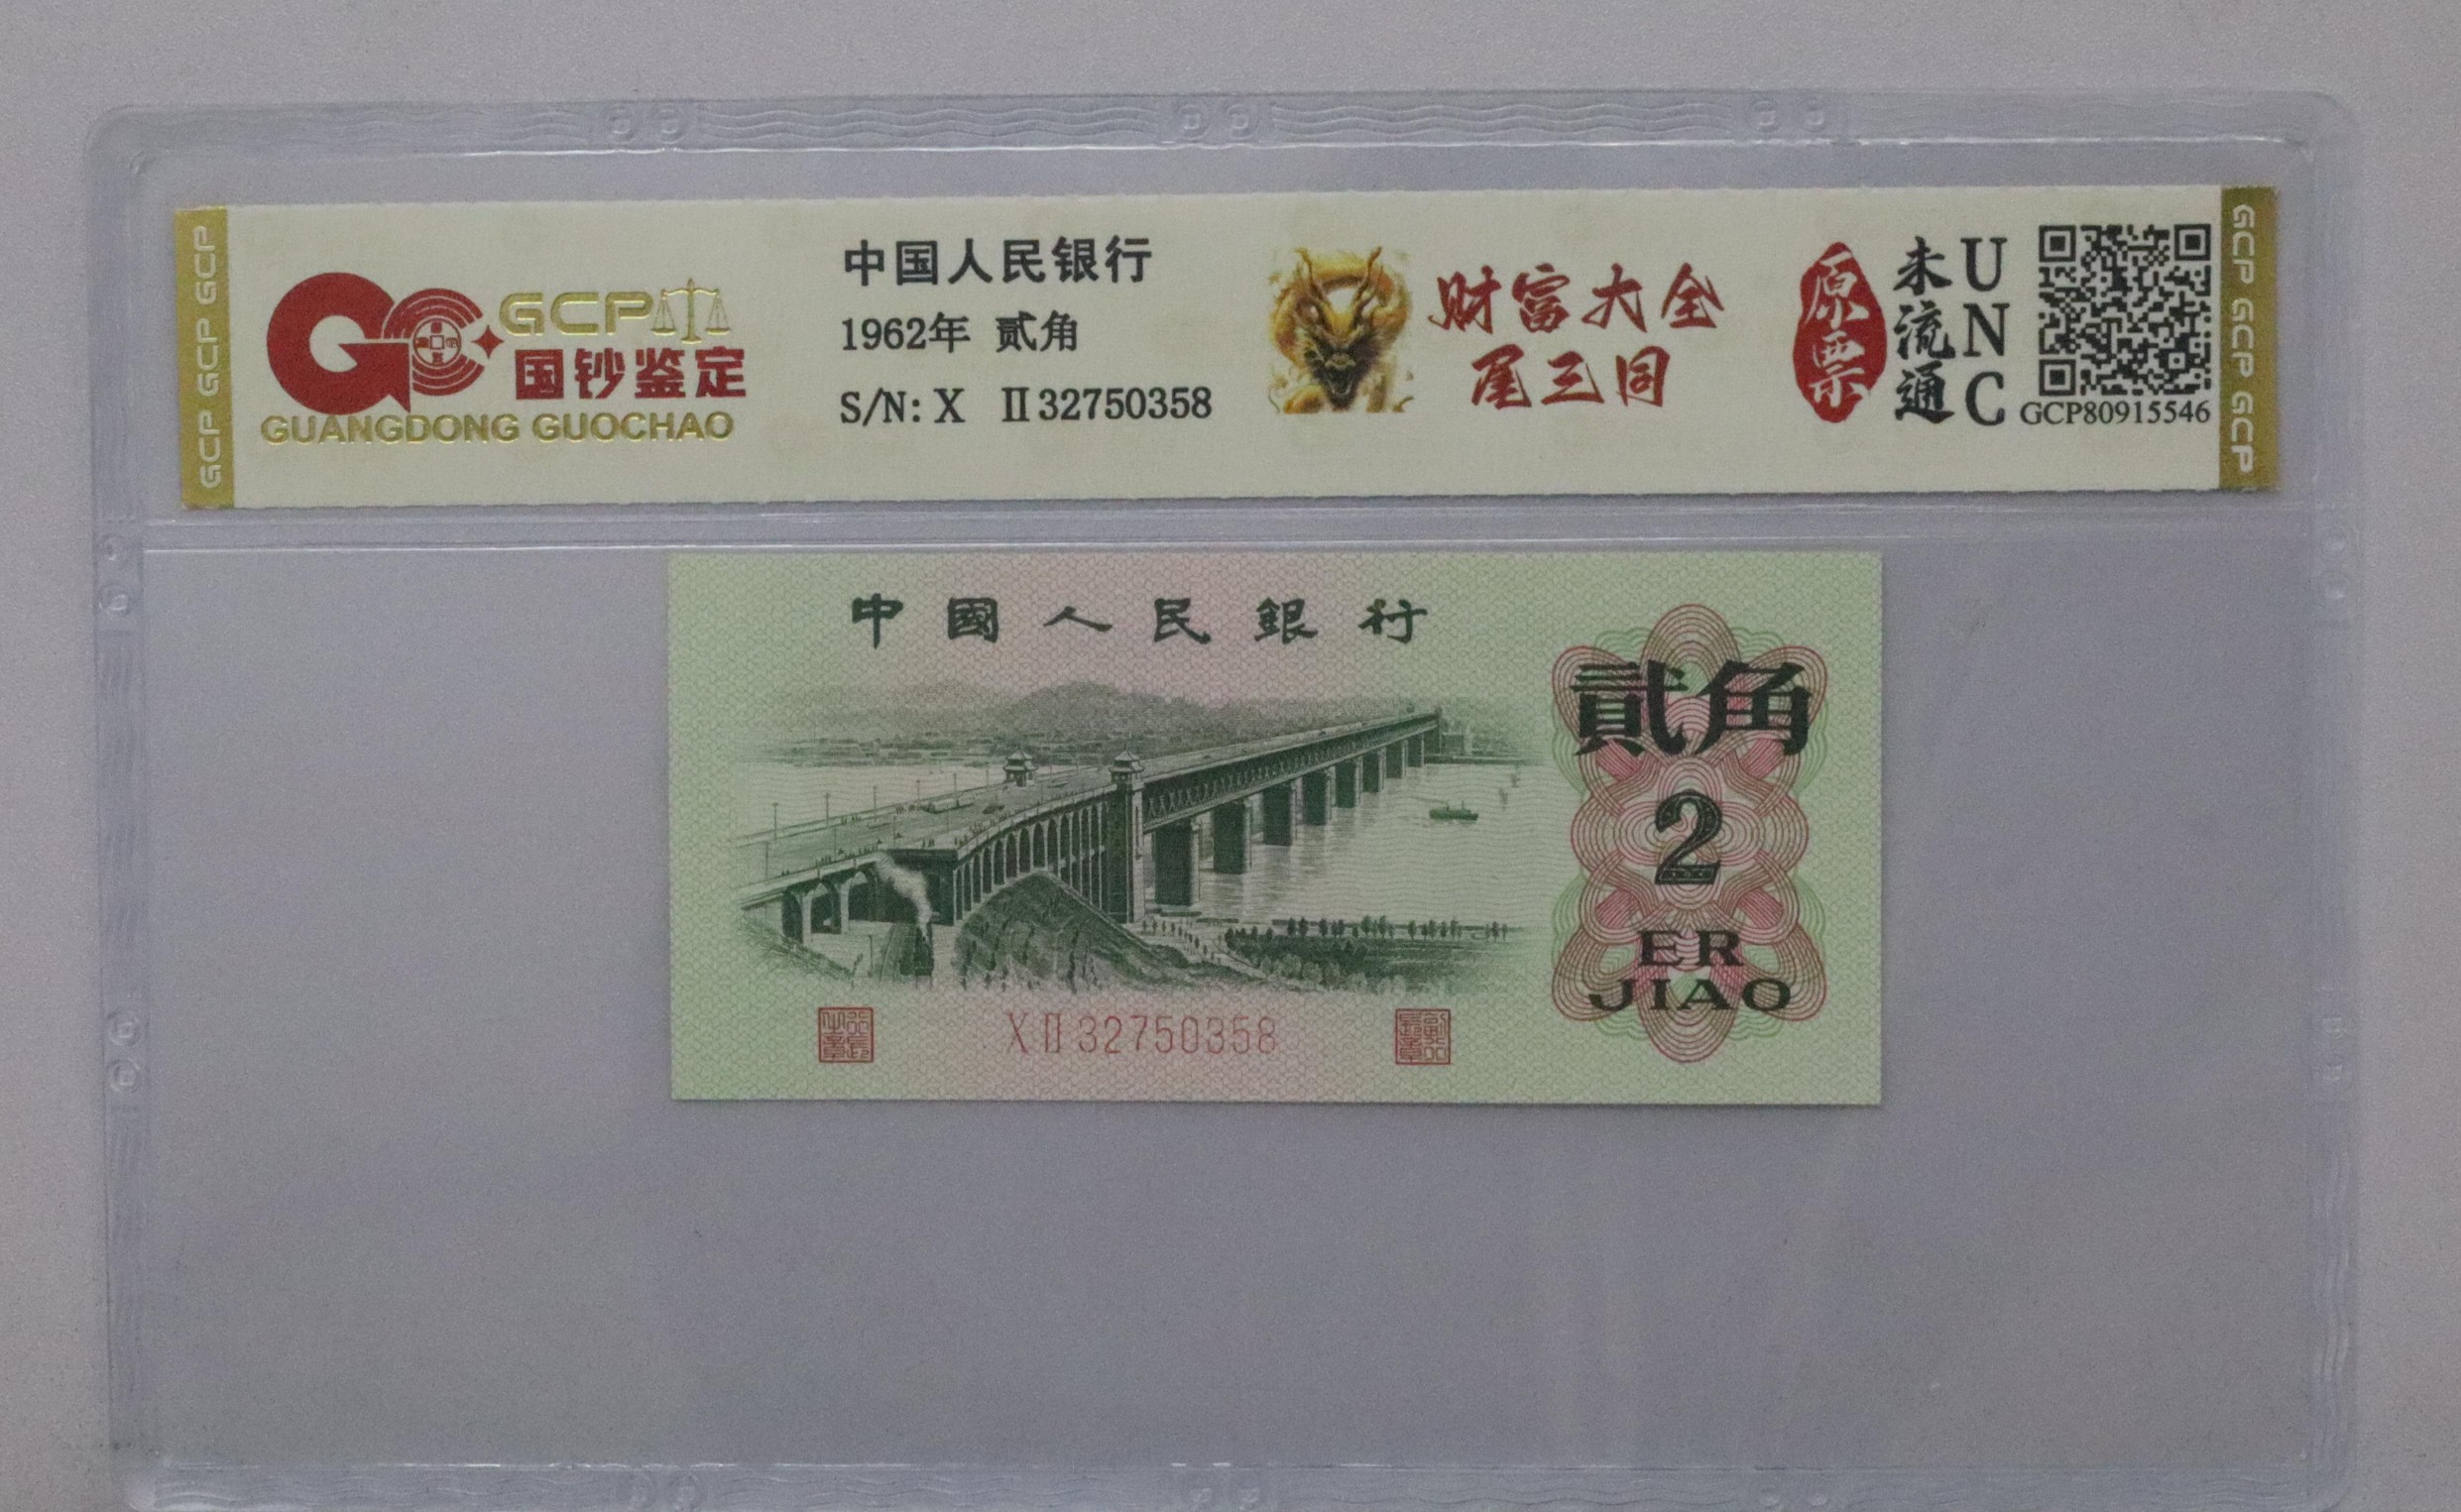 GCP GCP GCP
GCP
国钞鉴定
GUANGDONG GUOCHAO
中国人民银行
1962年 贰角
S/N: X Ⅱ32750358
财富大全
尾三同
原票
未流通
UNC
GCP80915546
GCP GCP GCP
中國人民銀行
貳角
2
ER
JIAO
XⅡ32750358